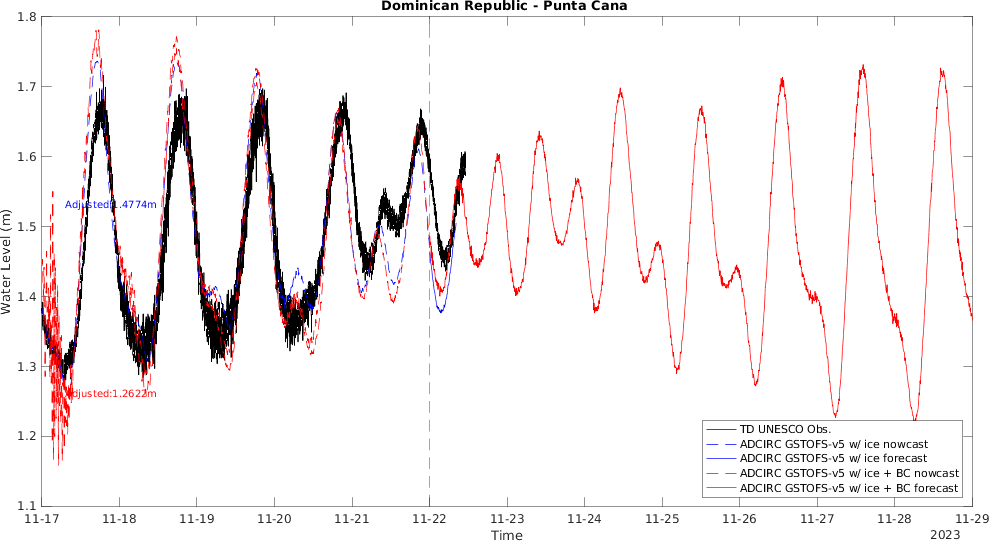 Dominican Republic - Punta Cana
Water Level (m)
1.8
1.7
1.6
1.5
1.4
1.3
1.2
1.1
Adjusted:1.4774m
Adjusted:1.2622m
TD UNESCO Obs.
ADCIRC GSTOFS-v5 w/ ice nowcast
ADCIRC GSTOFS-v5 w/ ice forecast
ADCIRC GSTOFS-v5 w/ ice + BC nowcast
ADCIRC GSTOFS-v5 w/ ice + BC forecast
11-17 11-18 11-19 11-20 11-21 11-22 11-23 11-24 11-25 11-26 11-27 11-28 11-29
Time
2023